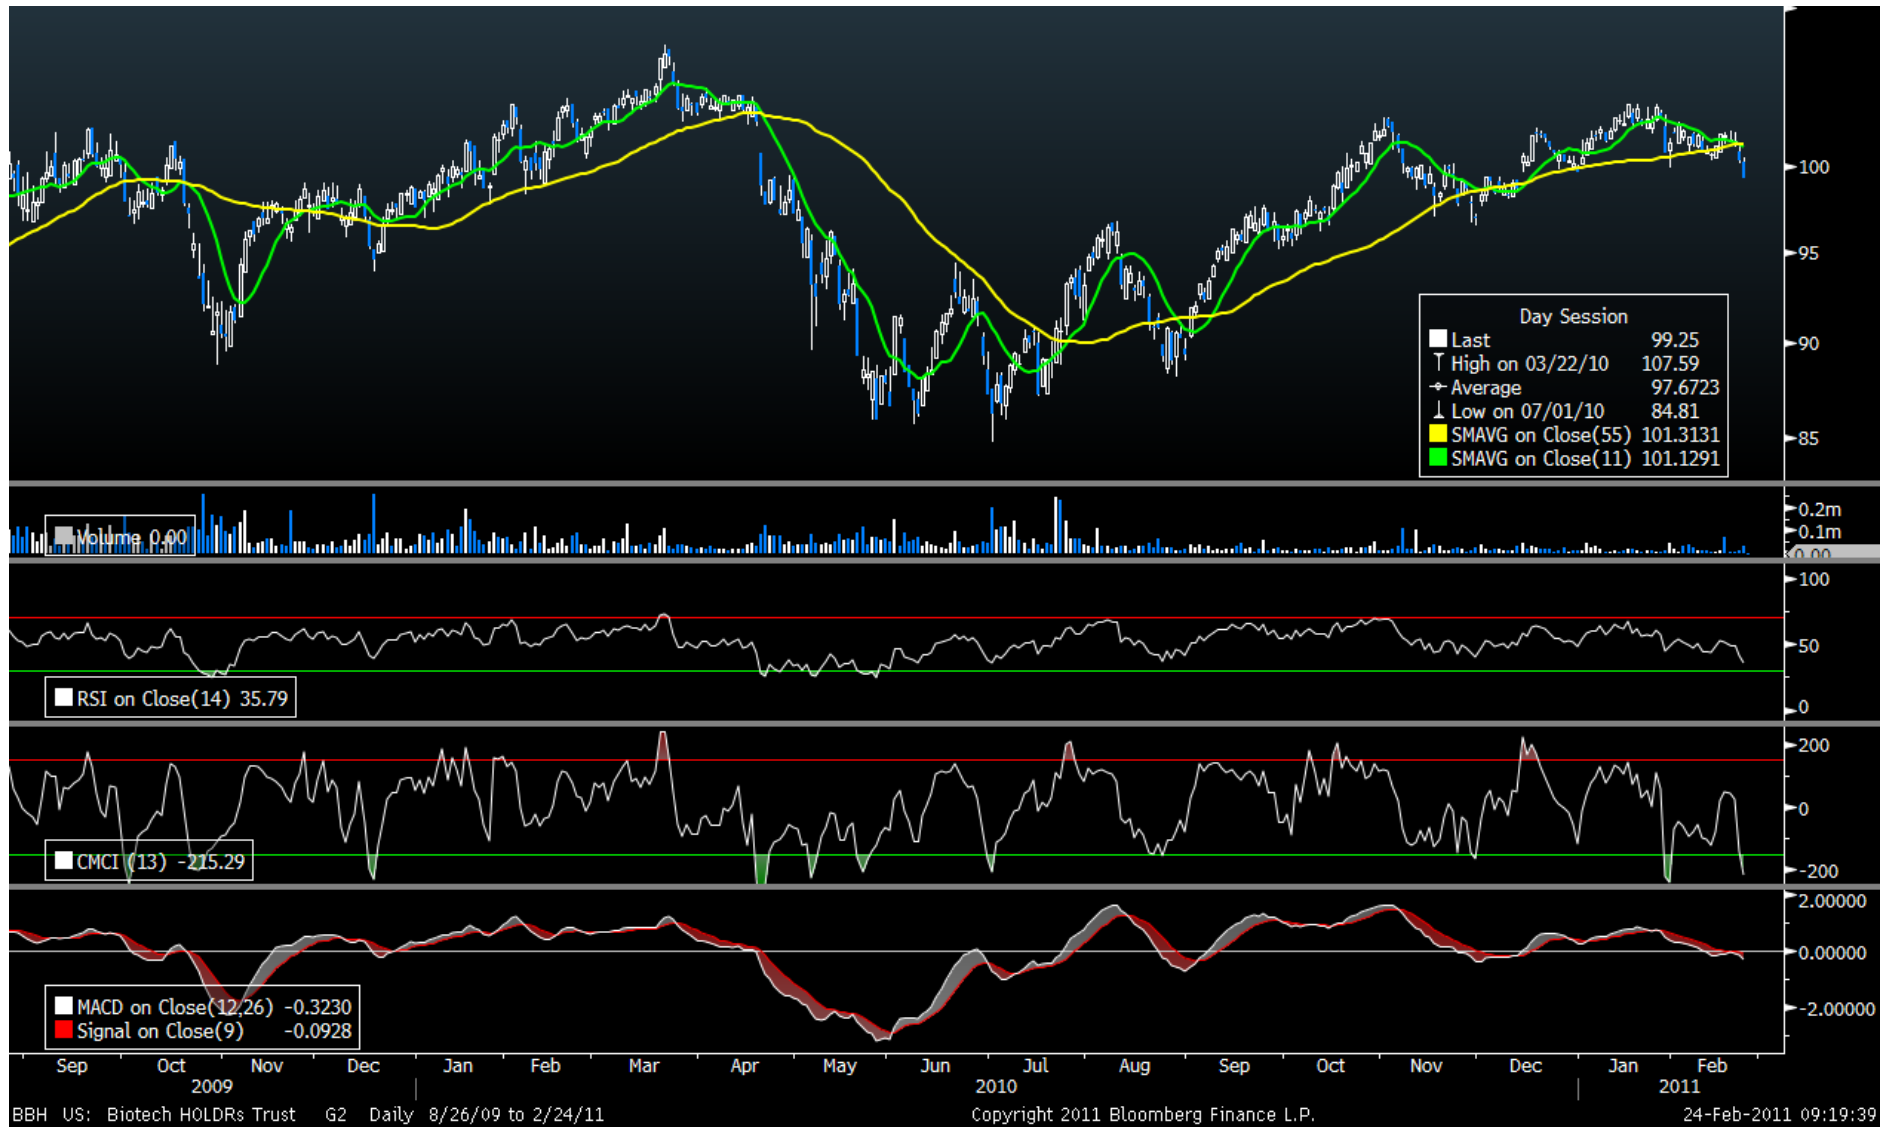 100
95
90
85
Day Session
Last 99.25
High on 03/22/10 107.59
Average 97.6723
Low on 07/01/10 84.81
SMAVG on Close(55) 101.3131
SMAVG on Close(11) 101.1291
0.2m
0.1m
0.00
Volume 0.00
100
50
0
RSI on Close(14) 35.79
200
0
-200
CMCI (13) -215.29
2.00000
0.00000
-2.00000
MACD on Close(12,26) -0.3230
Signal on Close(9) -0.0928
Sep Oct Nov Dec Jan Feb Mar Apr May Jun Jul Aug Sep Oct Nov Dec Jan Feb
2009 2010 2011
BBH US: Biotech HOLDRs Trust G2 Daily 8/26/09 to 2/24/11 Copyright 2011 Bloomberg Finance L.P. 24-Feb-2011 09:19:39